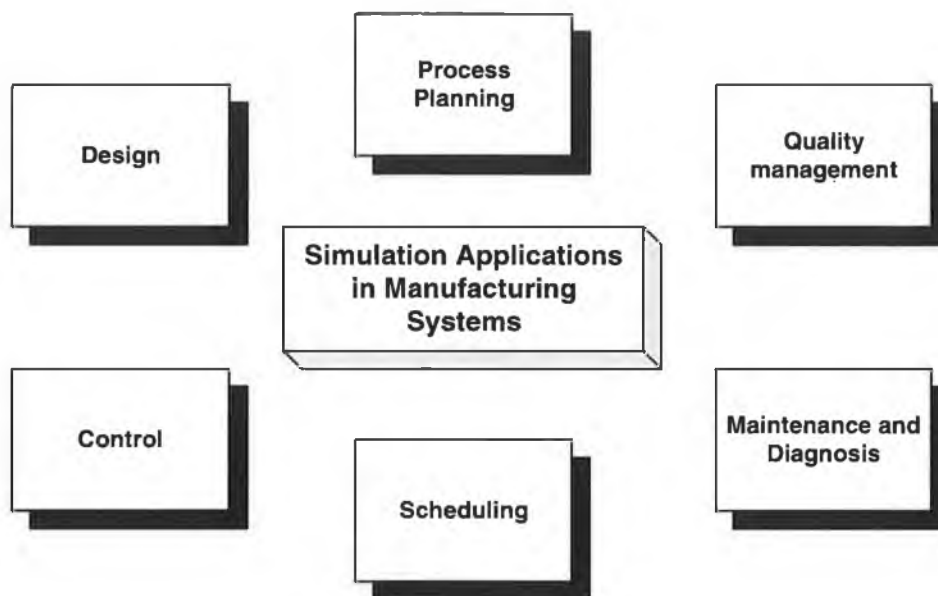 Process
Planning
Design
Quality
management
Simulation Applications
in Manufacturing
Systems
Control
Maintenance and
Diagnosis
Scheduling